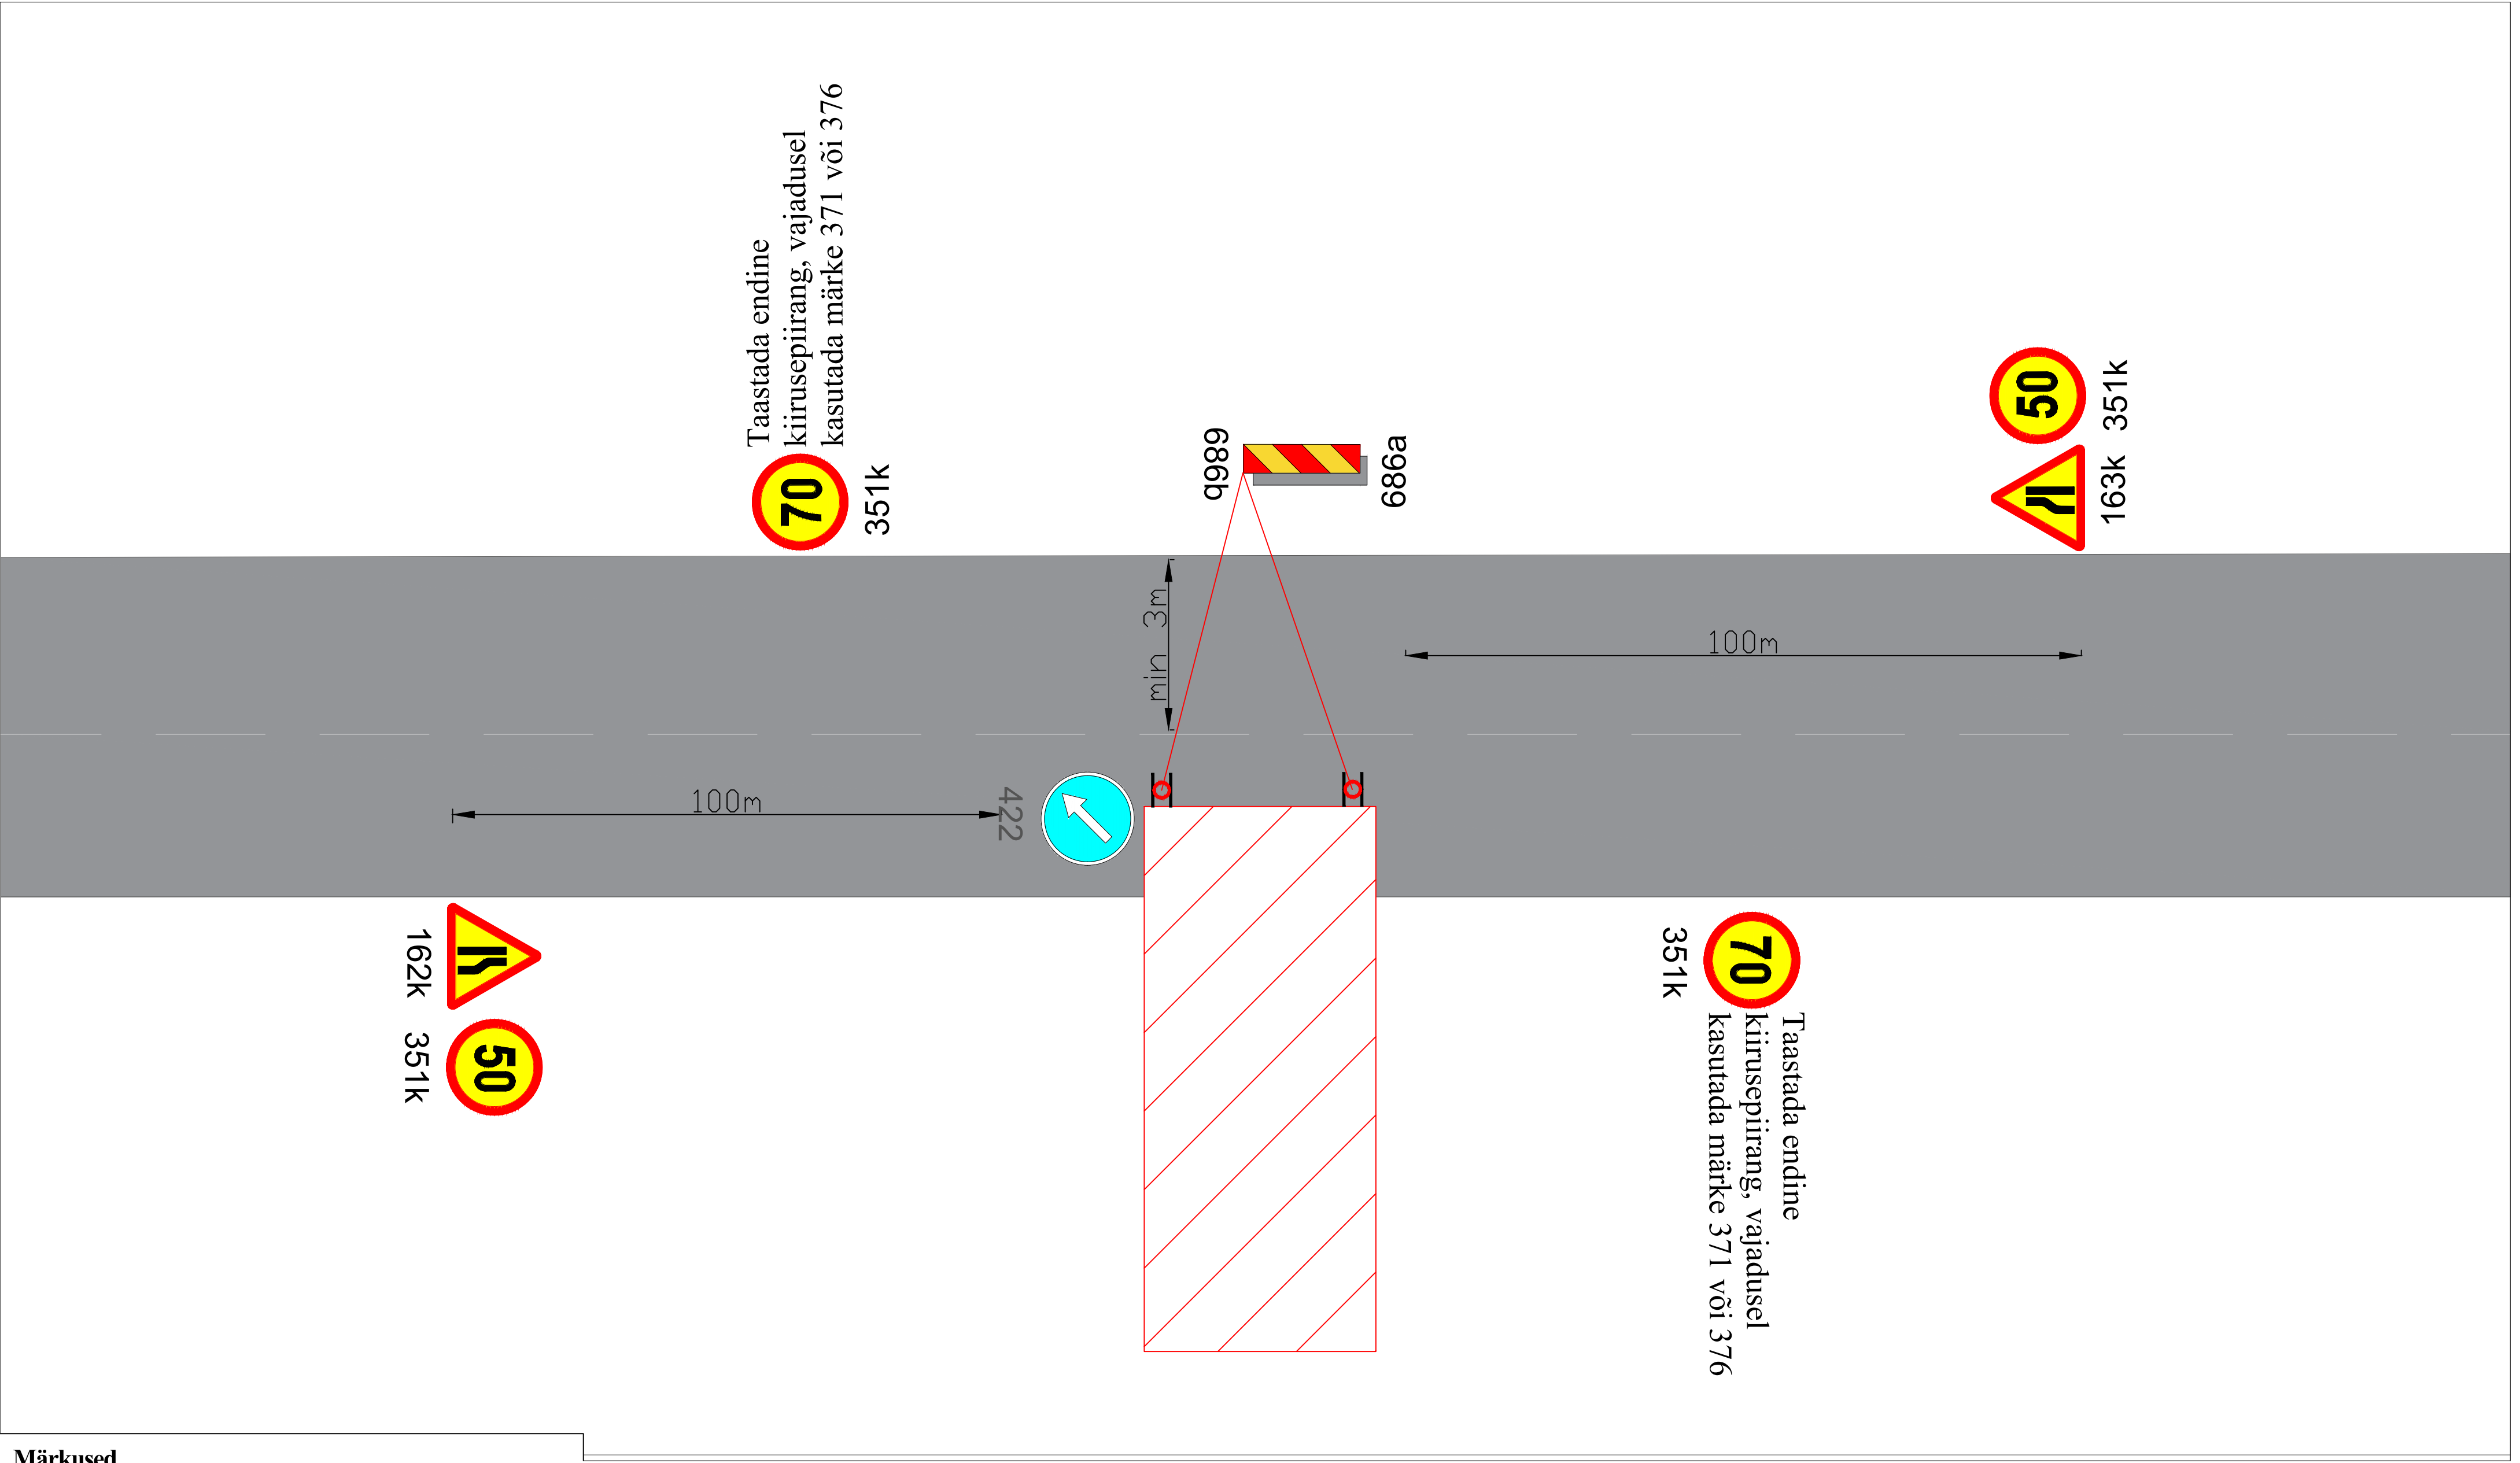 Taastada endine
kiirusepiirang, vajadusel
kasutada märke 371 või 376
70
351k
686b
686a
50
351k
163k
min 3m
100m
100m
422
162k
351k
50
351k
70
Taastada endine
kiirusepiirang, vajadusel
kasutada märke 371 või 376
Märkused